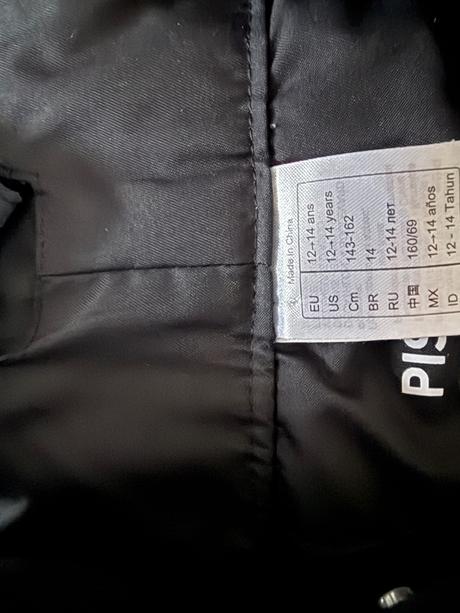 Made in China
EU 12→14 ans
US 12→14 years
Cm 143-162
BR 14
RU 12-14 лет
中国 160/69
MX 12→14 años
ID 12 - 14 Tahun